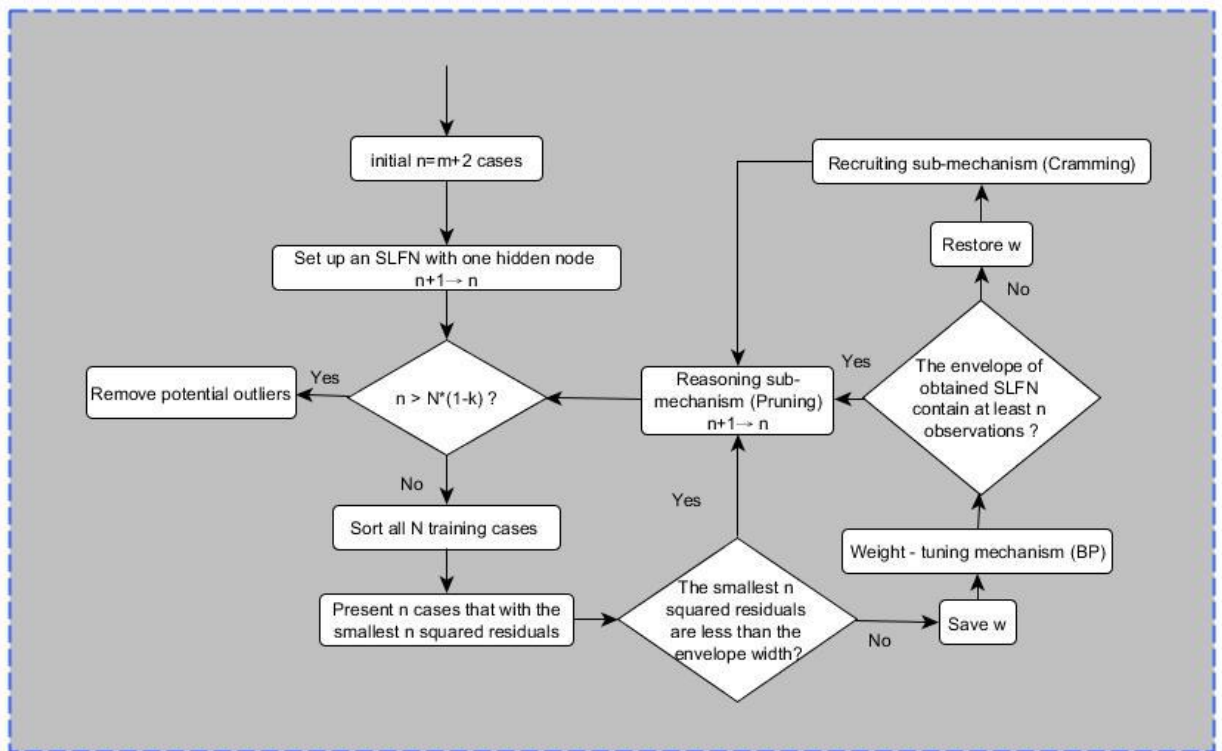 initial n=m+2 cases
Set up an SLFN with one hidden node
n+1→ n
n > N*(1-k) ?
Yes
Remove potential outliers
No
Sort all N training cases
Present n cases that with the
smallest n squared residuals
The smallest n
squared residuals
are less than the
envelope width?
Yes
No
Save w
Weight - tuning mechanism (BP)
The envelope of
obtained SLFN
contain at least n
observations ?
Yes
No
Restore w
Recruiting sub-mechanism (Cramming)
Reasoning sub-
mechanism (Pruning)
n+1→ n